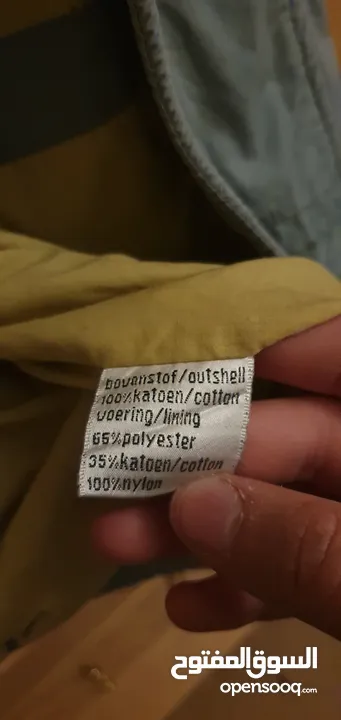 bovenstof/outshell
100%katoen/cotton
voering/lining
65%polyester
35%katoen/cotton
100%nylon
السوق المفتوح
opensooq.com